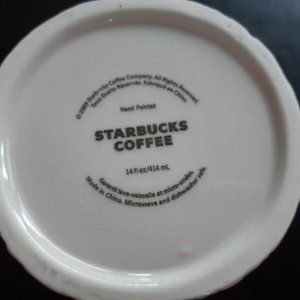 Starbucks Coffee Company. All Rights Reserved.
Tous Droits Réservés. Fabriqué en Chine.
Hand Painted
STARBUCKS
COFFEE
14 fl oz/414 mL
Garanti lave-vaisselle et micro-ondes.
Made in China. Microwave and dishwasher safe.